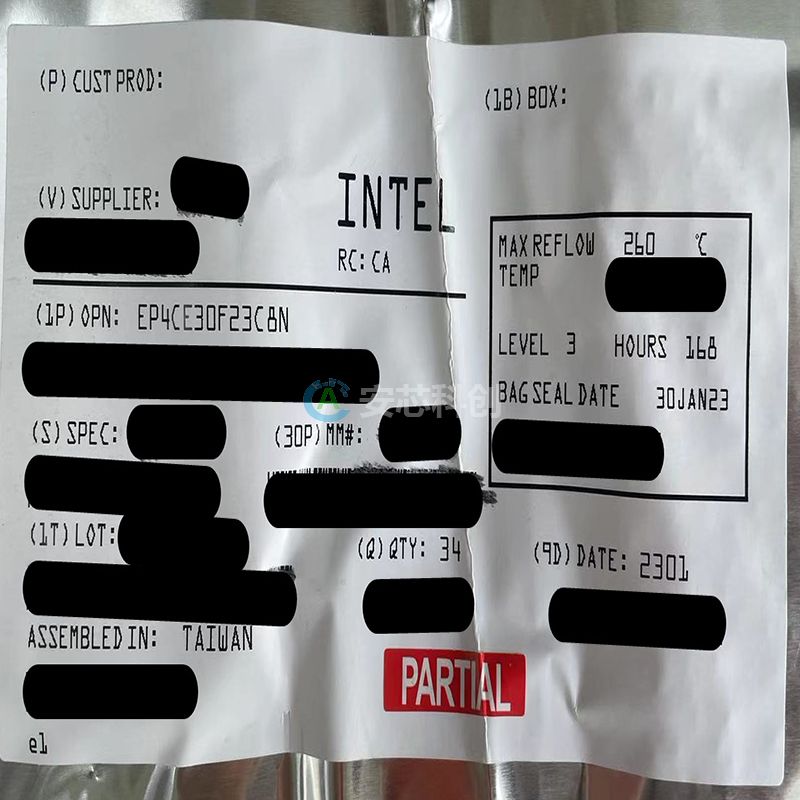 (P) CUST PROD:
(1B) BOX:
(V) SUPPLIER:
INTEL
RC: CA
MAX REFLOW TEMP 260 °C
LEVEL 3 HOURS 168
BAG SEAL DATE 30JAN23
(1P) OPN: EP4CE30F23C8N
安芯科创
(S) SPEC:
(30P) MM#:
(1T) LOT:
(Q) QTY: 34
(9D) DATE: 2301
ASSEMBLED IN: TAIWAN
PARTIAL
e1